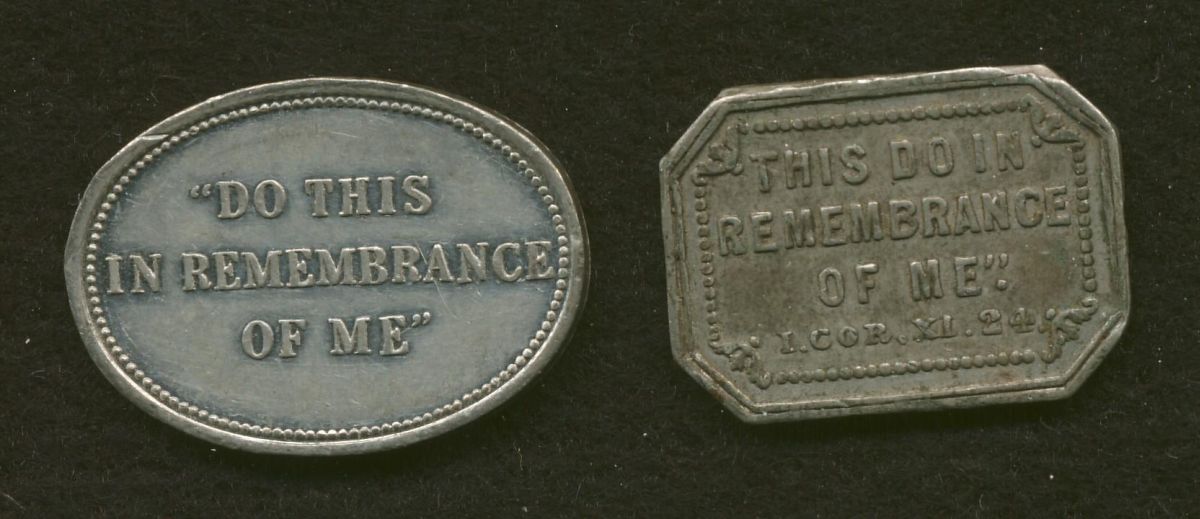 “DO THIS
IN REMEMBRANCE
OF ME”
THIS DO IN
REMEMBRANCE
OF ME”.
I.COR.XI.24.